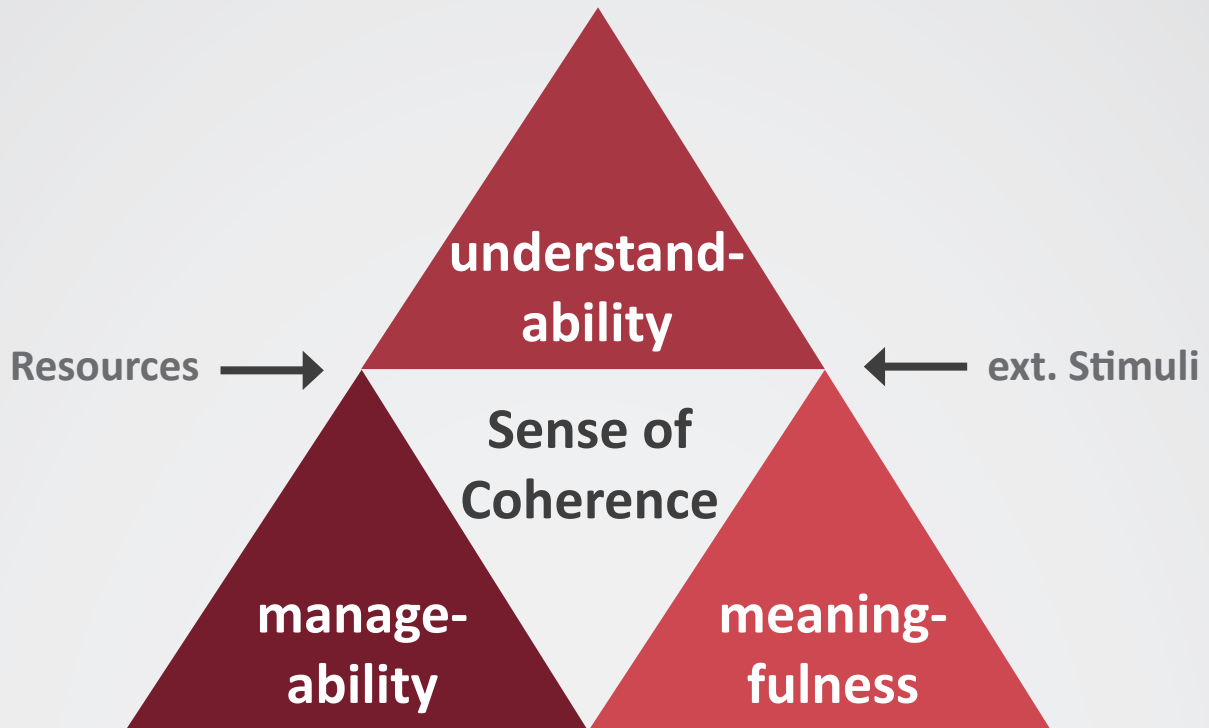 understand-
ability
Resources
ext. Stimuli
Sense of
Coherence
manage-
ability
meaning-
fulness